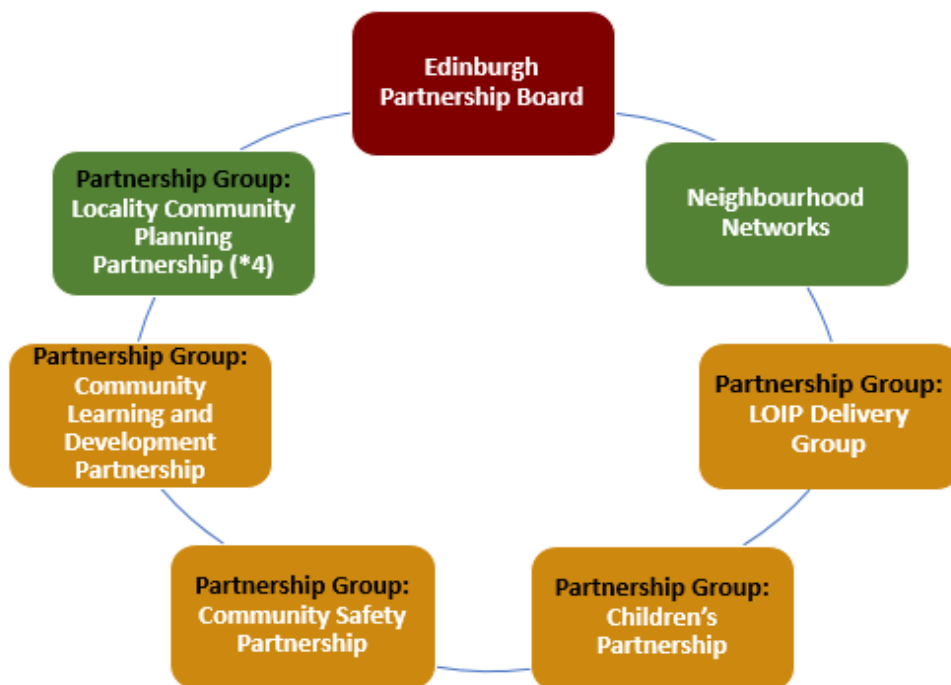 Edinburgh
Partnership Board
Partnership Group:
Locality Community
Planning
Partnership (*4)
Neighbourhood
Networks
Partnership Group:
Community
Learning and
Development
Partnership
Partnership Group:
LOIP Delivery
Group
Partnership Group:
Community Safety
Partnership
Partnership Group:
Children’s
Partnership